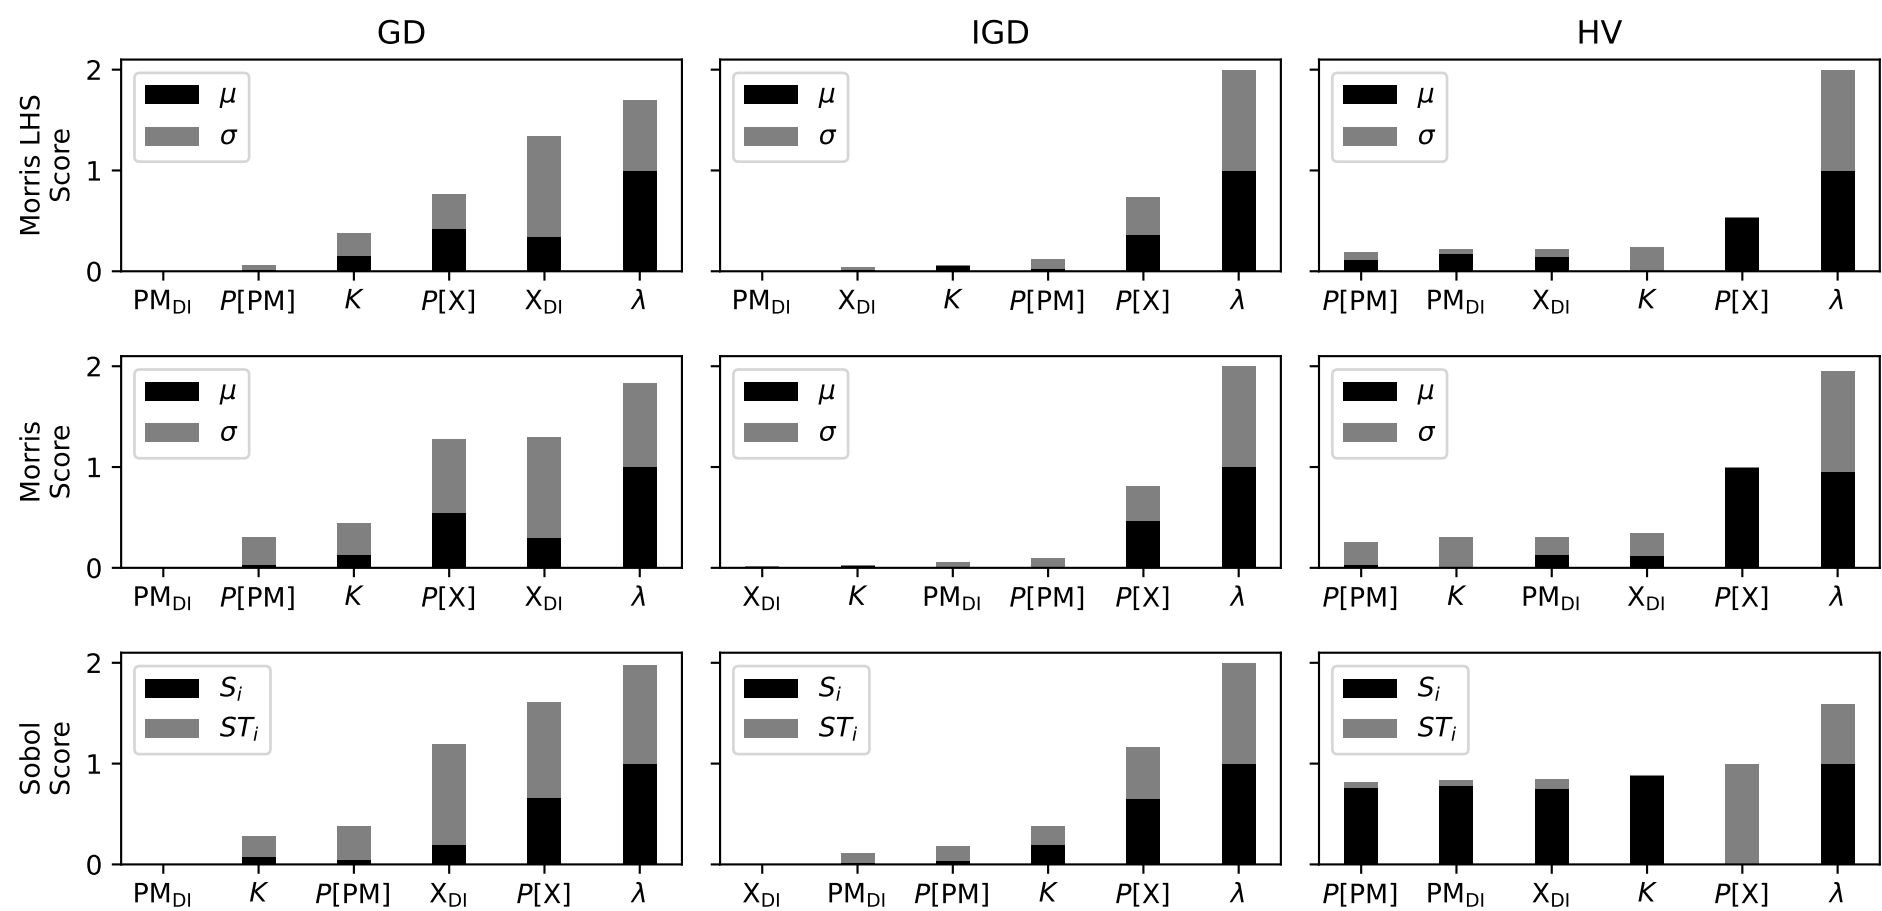 GD IGD HV
Morris LHS
Score
2
1
0
μ
σ
PM_DI P[PM] K P[X] X_DI λ
μ
σ
PM_DI X_DI K P[PM] P[X] λ
μ
σ
P[PM] PM_DI X_DI K P[X] λ
Morris
Score
2
1
0
μ
σ
PM_DI P[PM] K P[X] X_DI λ
μ
σ
X_DI K PM_DI P[PM] P[X] λ
μ
σ
P[PM] K PM_DI X_DI P[X] λ
Sobol
Score
2
1
0
S_i
ST_i
PM_DI K P[PM] X_DI P[X] λ
S_i
ST_i
X_DI PM_DI P[PM] K P[X] λ
S_i
ST_i
P[PM] PM_DI X_DI K P[X] λ